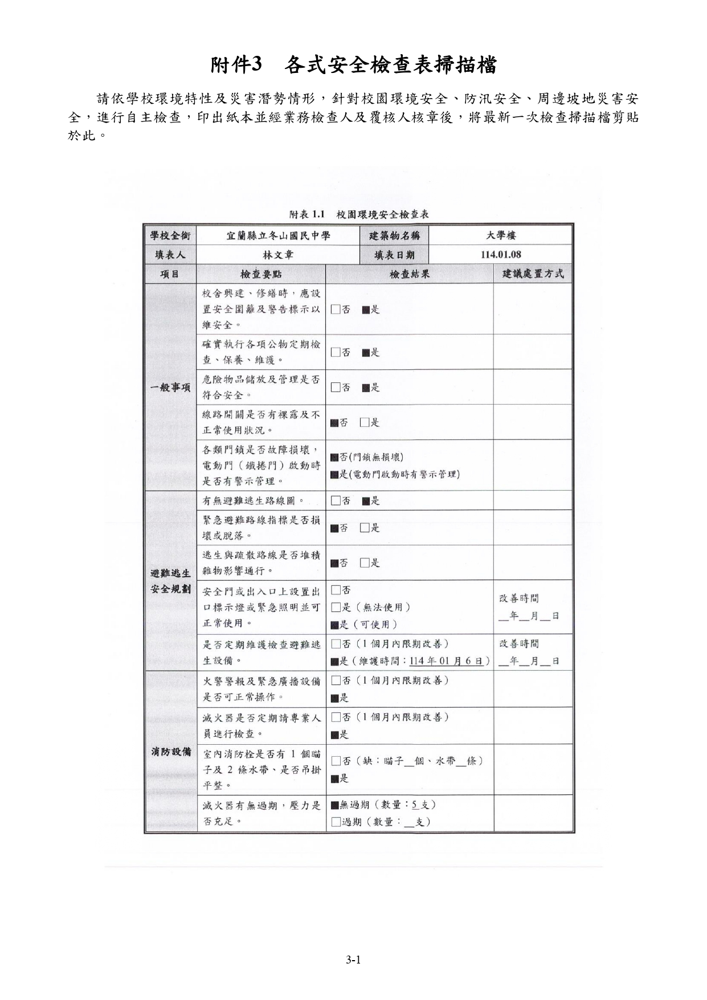 附件3　各式安全檢查表掃描檔
請依學校環境特性及災害潛勢情形，針對校園環境安全、防汛安全、周邊坡地災害安
全，進行自主檢查，印出紙本並經業務檢查人及覆核人核章後，將最新一次檢查掃描檔剪貼
於此。
附表 1.1　校園環境安全檢查表
學校全銜　宜蘭縣立冬山國民中學　建築物名稱　大學樓
填表人　林文章　填表日期　114.01.08
項目　檢查要點　檢查結果　建議處置方式
一般事項
校舍興建、修繕時，應設
置安全圍籬及警告標示以
維安全。
□否　■是
確實執行各項公物定期檢
查、保養、維護。
□否　■是
危險物品儲放及管理是否
符合安全。
□否　■是
線路開關是否有裸露及不
正常使用狀況。
■否　□是
各類門鎖是否故障損壞，
電動門（鐵捲門）啟動時
是否有警示管理。
■否(門鎖無損壞)
■是(電動門啟動時有警示管理)
避難逃生
安全規劃
有無避難逃生路線圖。
□否　■是
緊急避難路線指標是否損
壞或脫落。
■否　□是
逃生與疏散路線是否堆積
雜物影響通行。
■否　□是
安全門或出入口上設置出
口標示燈或緊急照明並可
正常使用。
□否
□是（無法使用）
■是（可使用）
改善時間
__年__月__日
是否定期維護檢查避難逃
生設備。
□否（1 個月內限期改善）
■是（維護時間：114 年 01 月 6 日）
改善時間
__年__月__日
消防設備
火警警報及緊急廣播設備
是否可正常操作。
□否（1 個月內限期改善）
■是
滅火器是否定期請專業人
員進行檢查。
□否（1 個月內限期改善）
■是
室內消防栓是否有 1 個瞄
子及 2 條水帶、是否吊掛
平整。
□否（缺：瞄子__個、水帶__條）
■是
滅火器有無過期，壓力是
否充足。
■無過期（數量：5 支）
□過期（數量：__支）
3-1